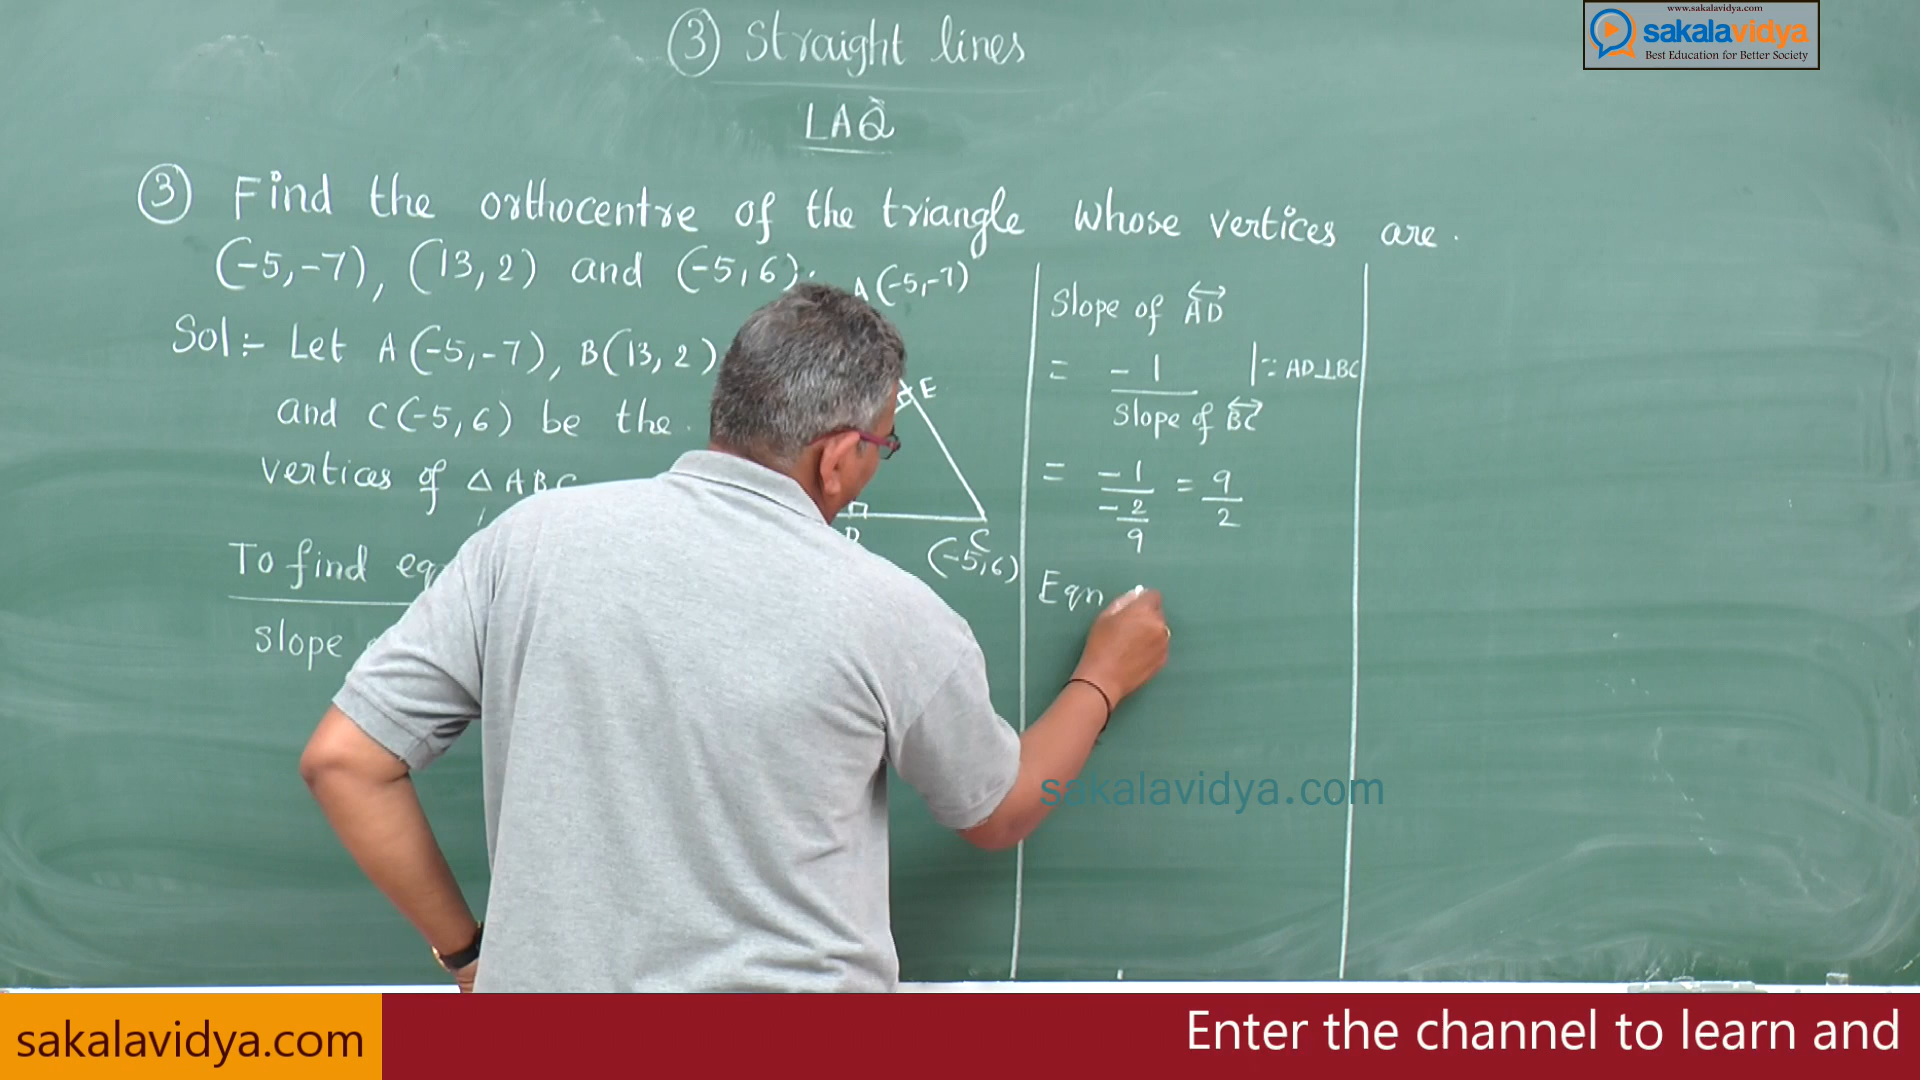 ③ Straight lines
LAQ
③ Find the orthocentre of the triangle whose vertices are.
(-5,-7), (13,2) and (-5,6).
Sol:- Let A(-5,-7), B(13,2)
and C(-5,6) be the.
vertices of △ABC
To find
slope
A(-5,-7)
E
C
(-5,6)
Slope of AD
= -1 | ∵ AD⊥BC
Slope of BC
= -1 = 9
-2 2
9
Eqn
www.sakalavidya.com
sakalavidya
Best Education for Better Society
sakalavidya.com
sakalavidya.com
Enter the channel to learn and